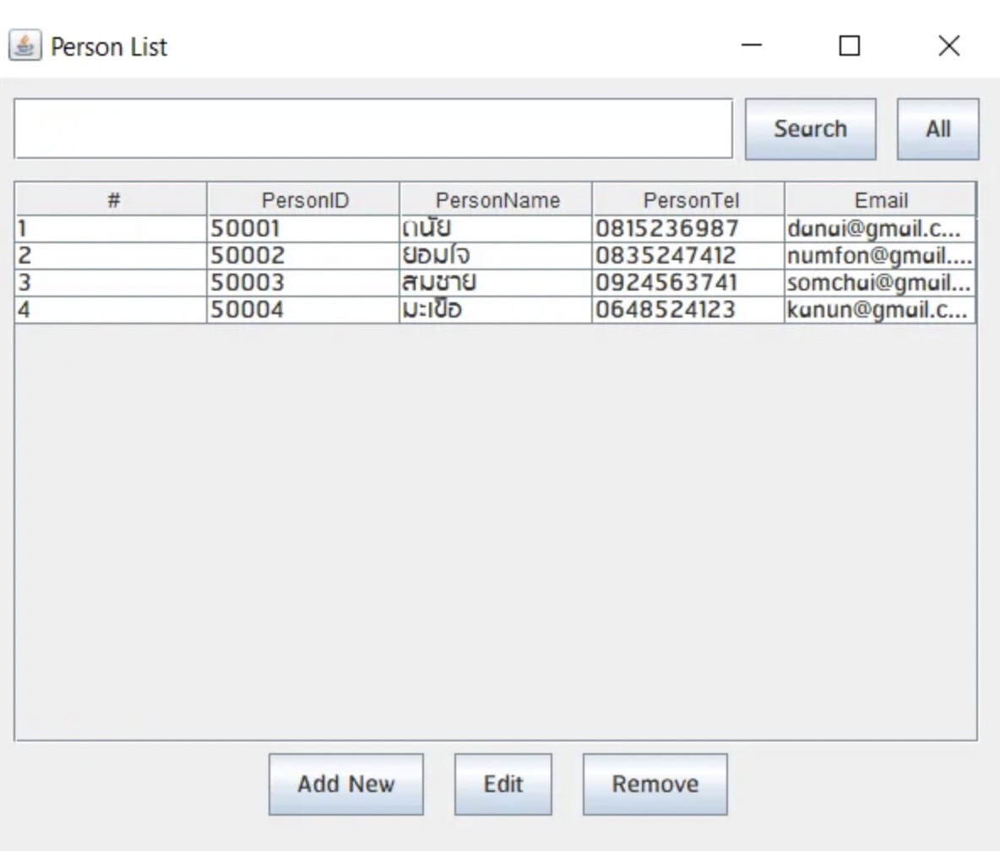 Person List
Search All
# PersonID PersonName PersonTel Email
1 50001 ดนัย 0815236987 danai@gmail.c...
2 50002 ยอมใจ 0835247412 numfon@gmail....
3 50003 สมชาย 0924563741 somchai@gmail...
4 50004 มะเขือ 0648524123 kanun@gmail.c...
Add New Edit Remove